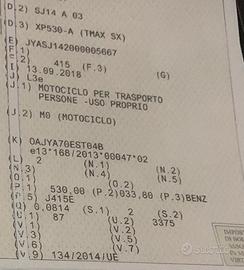 D.2) SJ14 A 03
(D.3) XP530-A (TMAX SX)
(E) JYASJ142000005667
(F.1)
.2) 415 (F.3) (G)
(I) 13.09.2018
(J) L3e
(J.1) MOTOCICLO PER TRASPORTO
PERSONE -USO PROPRIO
(J.2) M0 (MOTOCICLO)
(K) OAJYA70EST04B
e13*168/2013*00047*02
(L) 2 (N.1) (N.2)
(N.3) (N.4) (N.5)
(O.1) (O.2)
(P.1) 530,00 (P.2)033,80 (P.3)BENZ
(P.5) J415E
(Q) 0,0814 (S.1) 2 (S.2)
(U.1) 87 (U.2) 3375
(V.1) (V.2)
(V.3) (V.5)
(V.6) (V.7)
(V.9) 134/2014/UE
subito